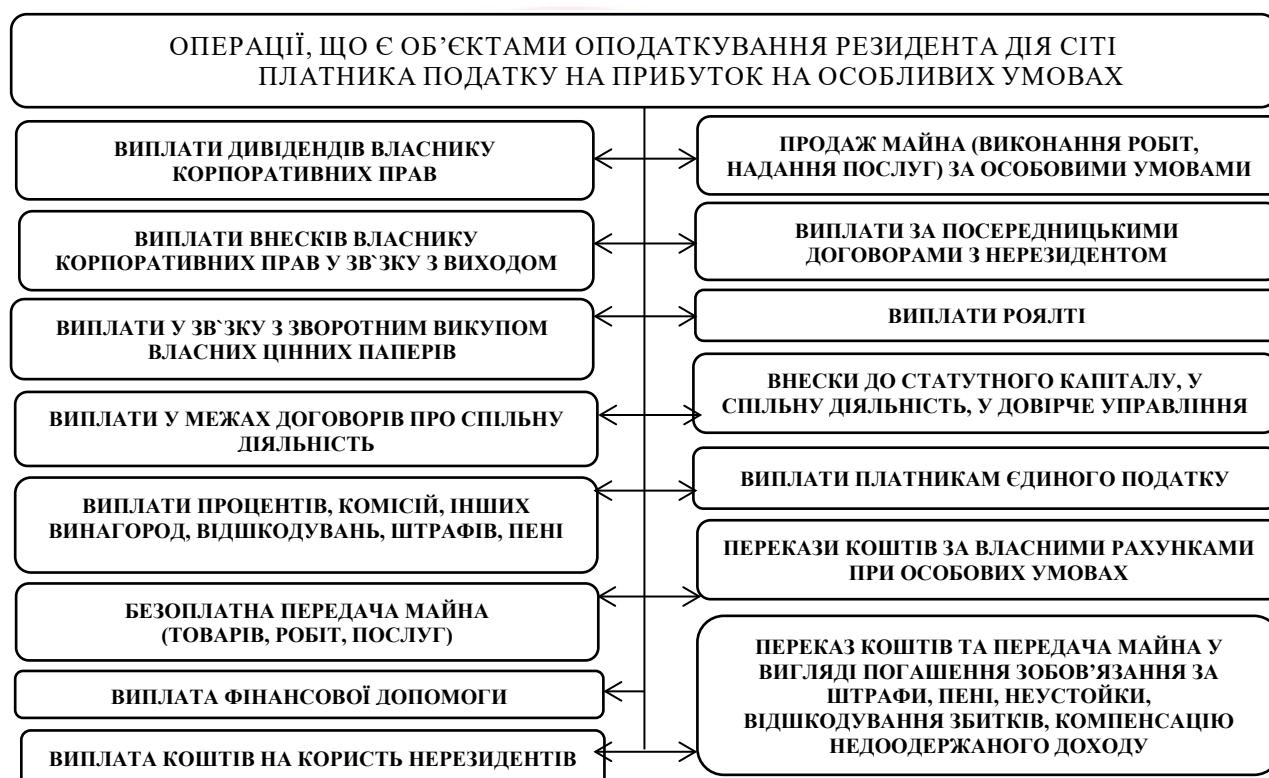 ОПЕРАЦІЇ, ЩО Є ОБ’ЄКТАМИ ОПОДАТКУВАННЯ РЕЗИДЕНТА ДІЯ СІТІ
ПЛАТНИКА ПОДАТКУ НА ПРИБУТОК НА ОСОБЛИВИХ УМОВАХ
ВИПЛАТИ ДИВІДЕНДІВ ВЛАСНИКУ
КОРПОРАТИВНИХ ПРАВ
ВИПЛАТИ ВНЕСКІВ ВЛАСНИКУ
КОРПОРАТИВНИХ ПРАВ У ЗВ`ЗКУ З ВИХОДОМ
ВИПЛАТИ У ЗВ`ЗКУ З ЗВОРОТНИМ ВИКУПОМ
ВЛАСНИХ ЦІННИХ ПАПЕРІВ
ВИПЛАТИ У МЕЖАХ ДОГОВОРІВ ПРО СПІЛЬНУ
ДІЯЛЬНІСТЬ
ВИПЛАТИ ПРОЦЕНТІВ, КОМІСІЙ, ІНШИХ
ВИНАГОРОД, ВІДШКОДУВАНЬ, ШТРАФІВ, ПЕНІ
БЕЗОПЛАТНА ПЕРЕДАЧА МАЙНА
(ТОВАРІВ, РОБІТ, ПОСЛУГ)
ВИПЛАТА ФІНАНСОВОЇ ДОПОМОГИ
ВИПЛАТА КОШТІВ НА КОРИСТЬ НЕРЕЗИДЕНТІВ
ПРОДАЖ МАЙНА (ВИКОНАННЯ РОБІТ,
НАДАННЯ ПОСЛУГ) ЗА ОСОБОВИМИ УМОВАМИ
ВИПЛАТИ ЗА ПОСЕРЕДНИЦЬКИМИ
ДОГОВОРАМИ З НЕРЕЗИДЕНТОМ
ВИПЛАТИ РОЯЛТІ
ВНЕСКИ ДО СТАТУТНОГО КАПІТАЛУ, У
СПІЛЬНУ ДІЯЛЬНІСТЬ, У ДОВІРЧЕ УПРАВЛІННЯ
ВИПЛАТИ ПЛАТНИКАМ ЄДИНОГО ПОДАТКУ
ПЕРЕКАЗИ КОШТІВ ЗА ВЛАСНИМИ РАХУНКАМИ
ПРИ ОСОБОВИХ УМОВАХ
ПЕРЕКАЗ КОШТІВ ТА ПЕРЕДАЧА МАЙНА У
ВИГЛЯДІ ПОГАШЕННЯ ЗОБОВ’ЯЗАННЯ ЗА
ШТРАФИ, ПЕНІ, НЕУСТОЙКИ,
ВІДШКОДУВАННЯ ЗБИТКІВ, КОМПЕНСАЦІЮ
НЕДООДЕРЖАНОГО ДОХОДУ